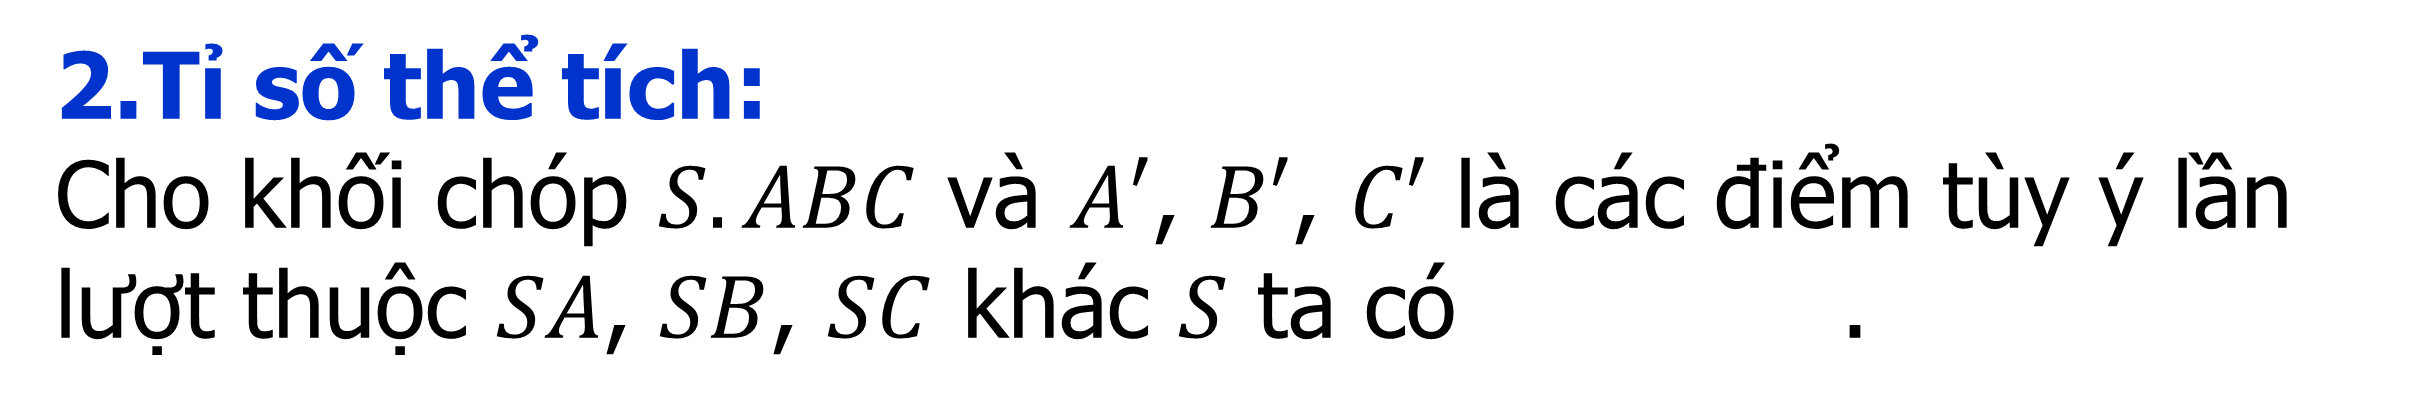 2.Tỉ số thể tích:
Cho khối chóp S.ABC và A′, B′, C′ là các điểm tùy ý lần
lượt thuộc SA, SB, SC khác S ta có .